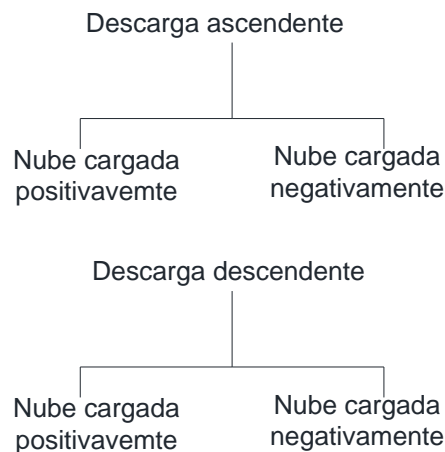 Descarga ascendente
Nube cargada
positivavemte
Nube cargada
negativamente
Descarga descendente
Nube cargada
positivavemte
Nube cargada
negativamente